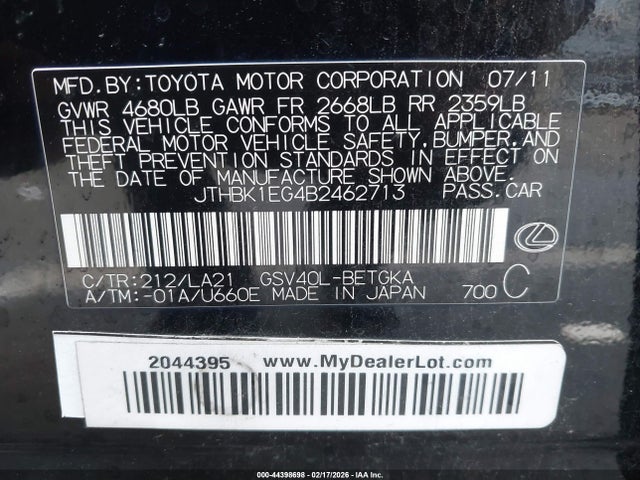 MFD.BY:TOYOTA MOTOR CORPORATION 07/11
GVWR 4680LB GAWR FR 2668LB RR 2359LB
THIS VEHICLE CONFORMS TO ALL APPLICABLE
FEDERAL MOTOR VEHICLE SAFETY,BUMPER,AND
THEFT PREVENTION STANDARDS IN EFFECT ON
THE DATE OF MANUFACTURE SHOWN ABOVE.
JTHBK1EG4B2462713 PASS.CAR
C/TR:212/LA21 GSV40L-BETGKA
A/TM:-01A/U660E MADE IN JAPAN 700 C
2044395 www.MyDealerLot.com
000-44398698 - 02/17/2026 - IAA Inc.